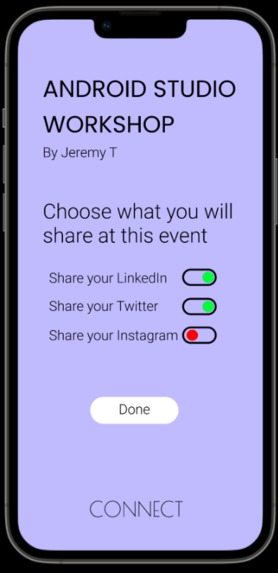 ANDROID STUDIO
WORKSHOP
By Jeremy T
Choose what you will
share at this event
Share your LinkedIn
Share your Twitter
Share your Instagram
Done
CONNECT